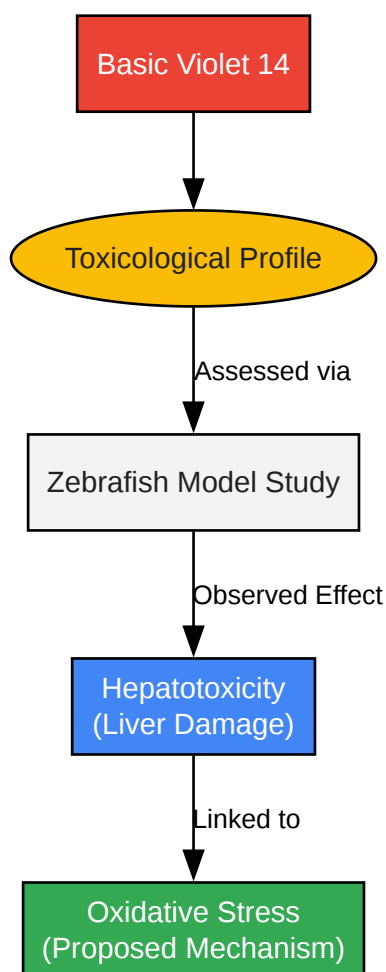 Basic Violet 14
Toxicological Profile
Assessed via
Zebrafish Model Study
Observed Effect
Hepatotoxicity
(Liver Damage)
Linked to
Oxidative Stress
(Proposed Mechanism)